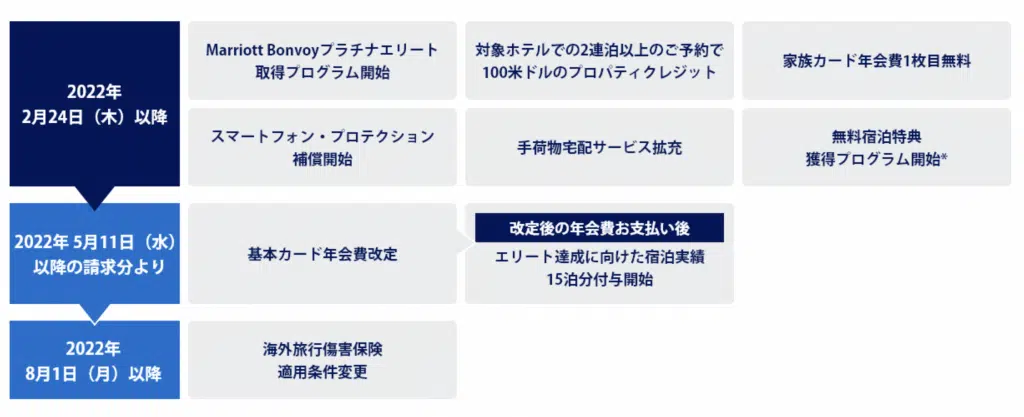 2022年
2月24日（木）以降
Marriott Bonvoyプラチナエリート
取得プログラム開始
対象ホテルでの2連泊以上のご予約で
100米ドルのプロパティクレジット
家族カード年会費1枚目無料
スマートフォン・プロテクション
補償開始
手荷物宅配サービス拡充
無料宿泊特典
獲得プログラム開始*
2022年 5月11日（水）
以降の請求分より
基本カード年会費改定
改定後の年会費お支払い後
エリート達成に向けた宿泊実績
15泊分付与開始
2022年
8月1日（月）以降
海外旅行傷害保険
適用条件変更